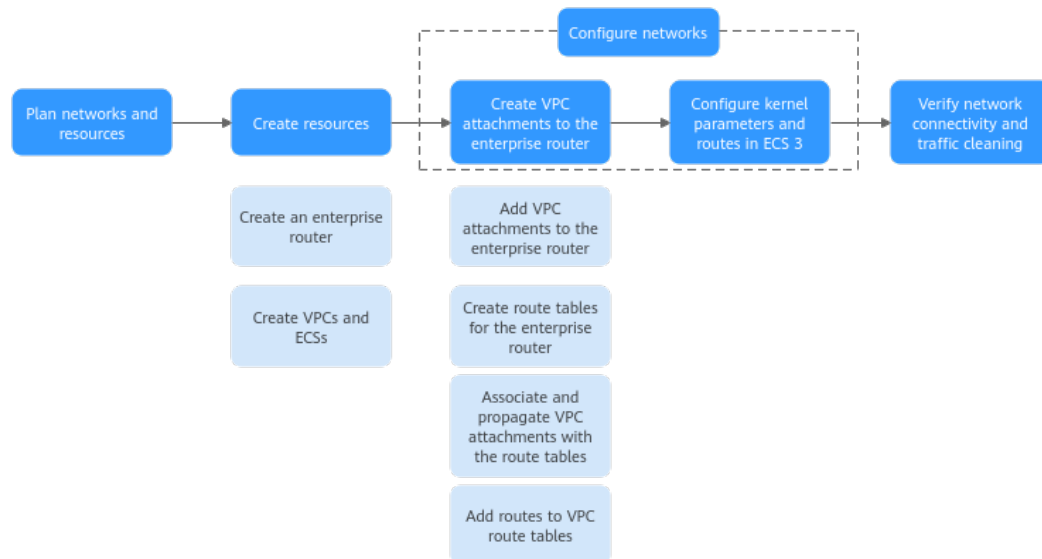 Configure networks
Plan networks and
resources
Create resources
Create VPC
attachments to the
enterprise router
Configure kernel
parameters and
routes in ECS 3
Verify network
connectivity and
traffic cleaning
Create an enterprise
router
Create VPCs and
ECSs
Add VPC
attachments to the
enterprise router
Create route tables
for the enterprise
router
Associate and
propagate VPC
attachments with
the route tables
Add routes to VPC
route tables